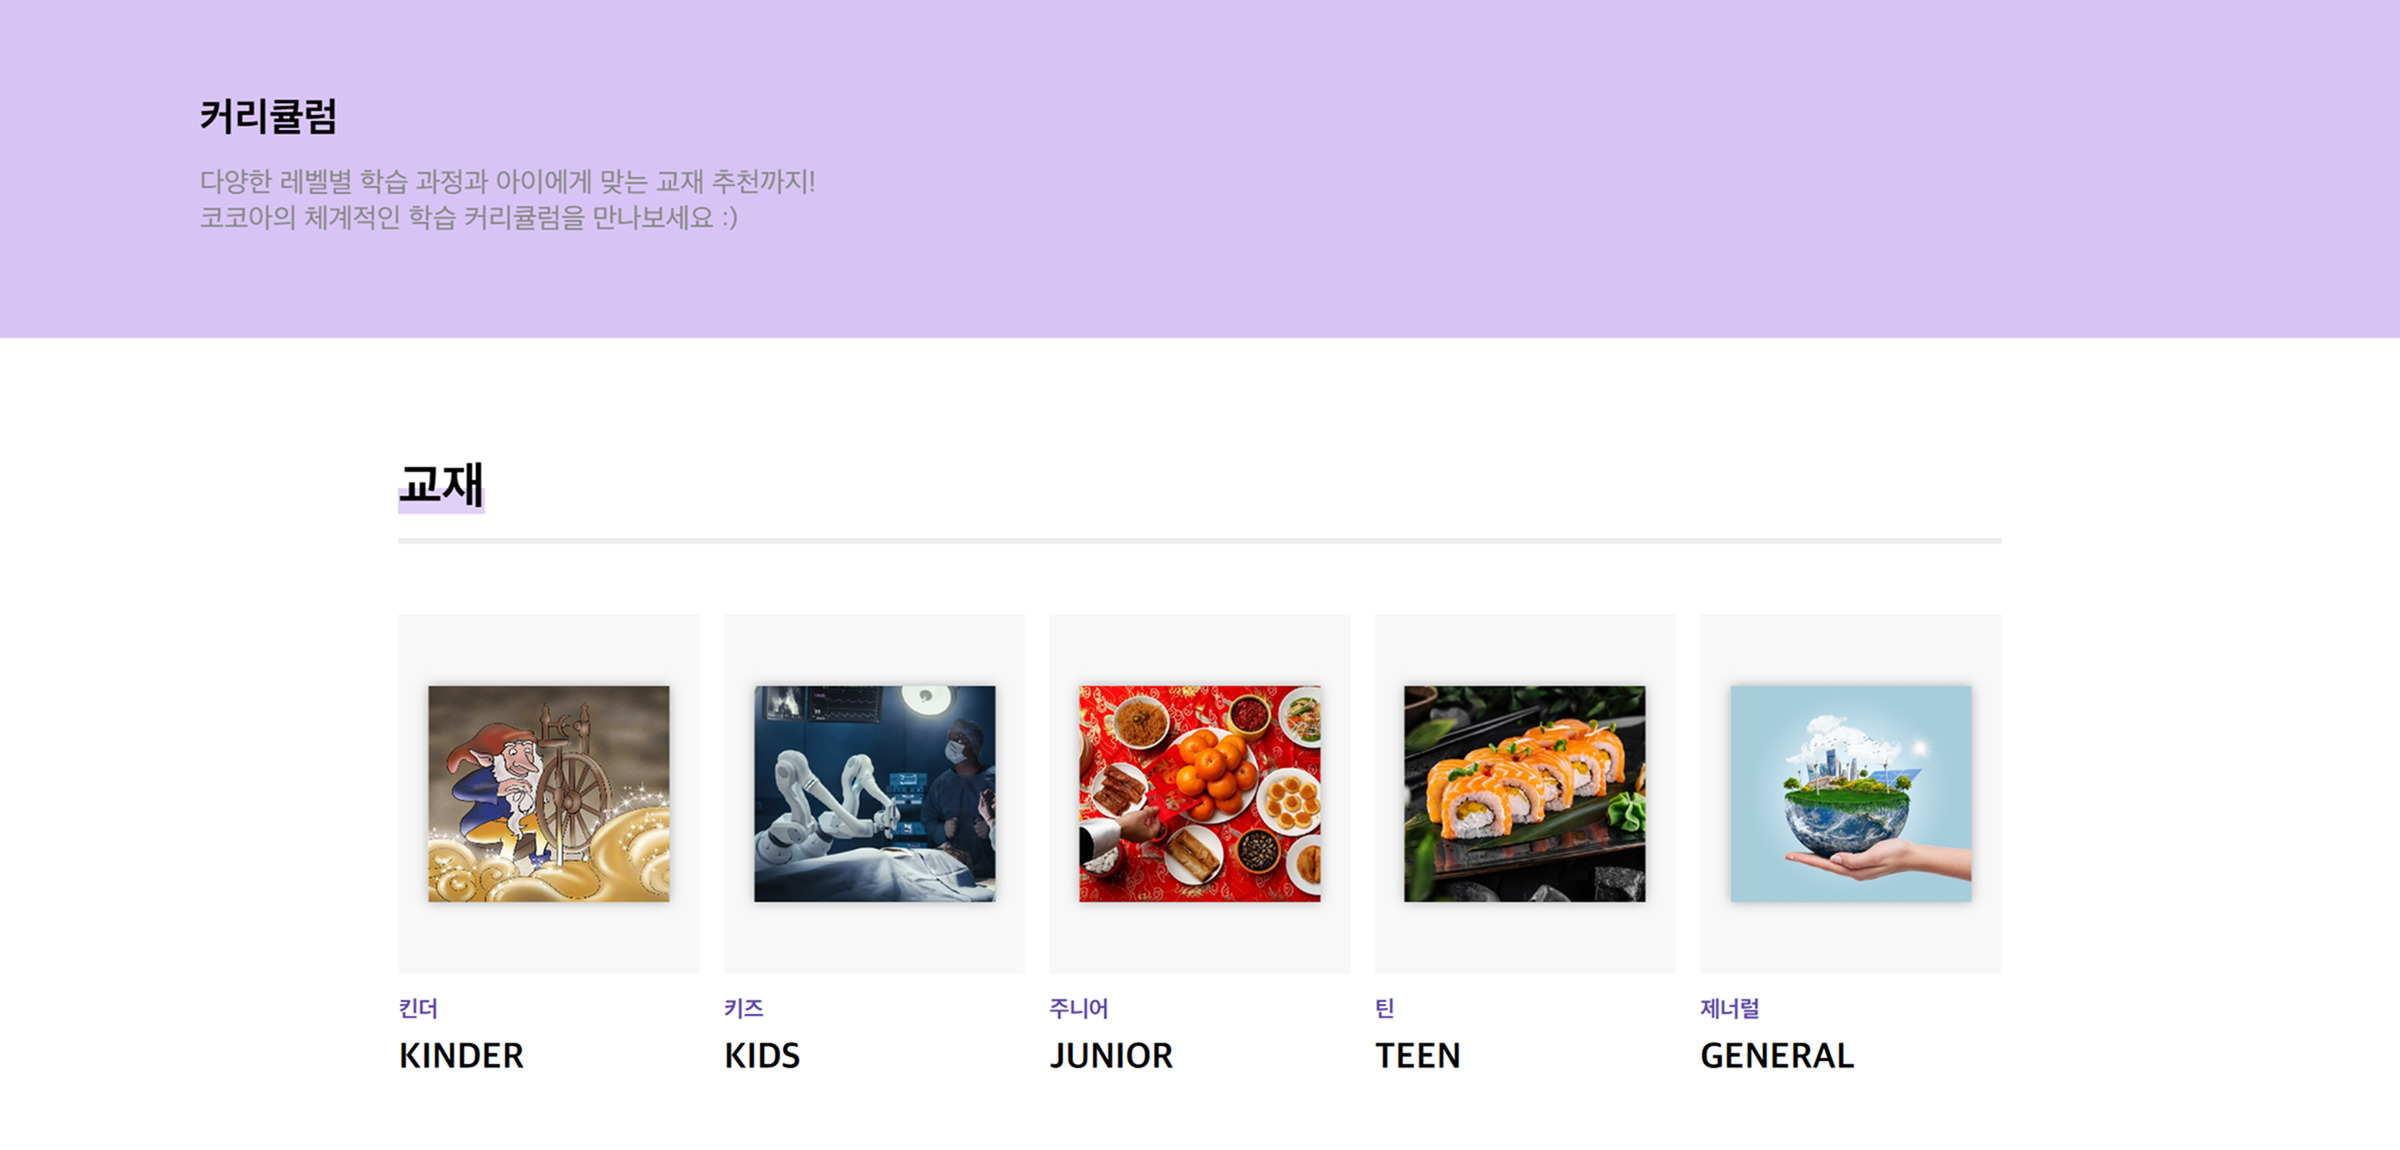 커리큘럼
다양한 레벨별 학습 과정과 아이에게 맞는 교재 추천까지!
코코아의 체계적인 학습 커리큘럼을 만나보세요 :)
교재
킨더
KINDER
키즈
KIDS
주니어
JUNIOR
틴
TEEN
제너럴
GENERAL